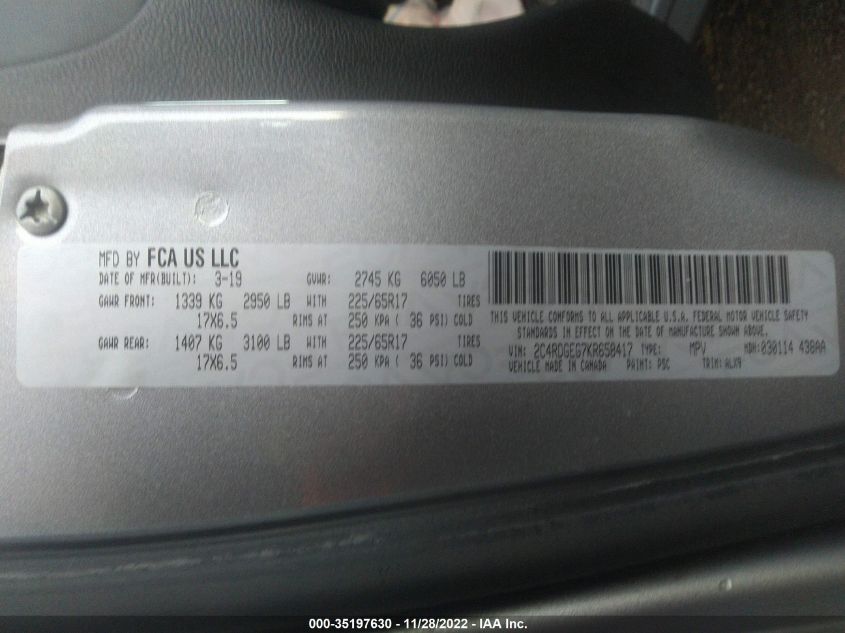 MFD BY FCA US LLC
DATE OF MFR(BUILT): 3-19 GVWR: 2745 KG 6050 LB
GAWR FRONT: 1339 KG 2950 LB WITH 225/65R17 TIRES
17X6.5 RIMS AT 250 KPA ( 36 PSI) COLD
GAWR REAR: 1407 KG 3100 LB WITH 225/65R17 TIRES
17X6.5 RIMS AT 250 KPA ( 36 PSI) COLD
THIS VEHICLE CONFORMS TO ALL APPLICABLE U.S.A. FEDERAL MOTOR VEHICLE SAFETY
STANDARDS IN EFFECT ON THE DATE OF MANUFACTURE SHOWN ABOVE.
VIN: 2C4RDGEG7KR658417 TYPE: MPV MDH: 030114 438AA
VEHICLE MADE IN CANADA PAINT: PSC TRIM: ALX9
000-35197630 - 11/28/2022 - IAA Inc.